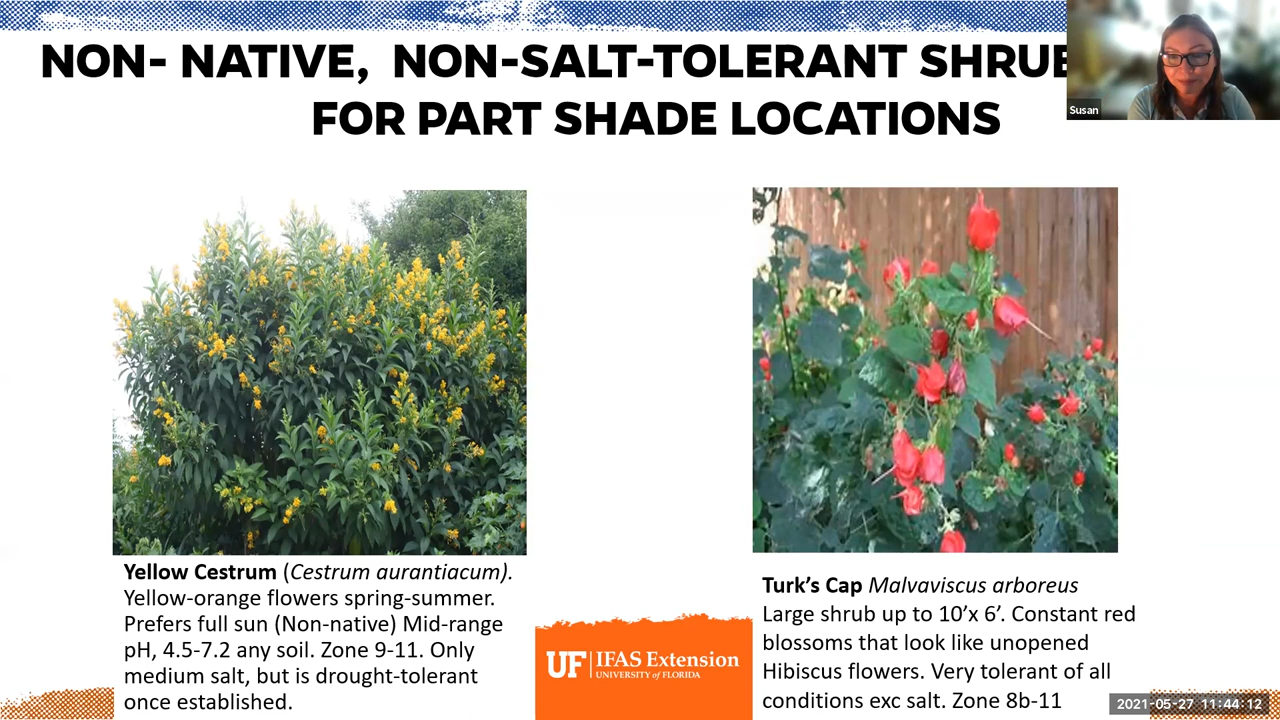 NON- NATIVE, NON-SALT-TOLERANT SHRUB
FOR PART SHADE LOCATIONS
Susan
Yellow Cestrum (Cestrum aurantiacum).
Yellow-orange flowers spring-summer.
Prefers full sun (Non-native) Mid-range
pH, 4.5-7.2 any soil. Zone 9-11. Only
medium salt, but is drought-tolerant
once established.
Turk’s Cap Malvaviscus arboreus
Large shrub up to 10’x 6’. Constant red
blossoms that look like unopened
Hibiscus flowers. Very tolerant of all
conditions exc salt. Zone 8b-11
UF IFAS Extension
UNIVERSITY of FLORIDA
2021-05-27 11:44:12